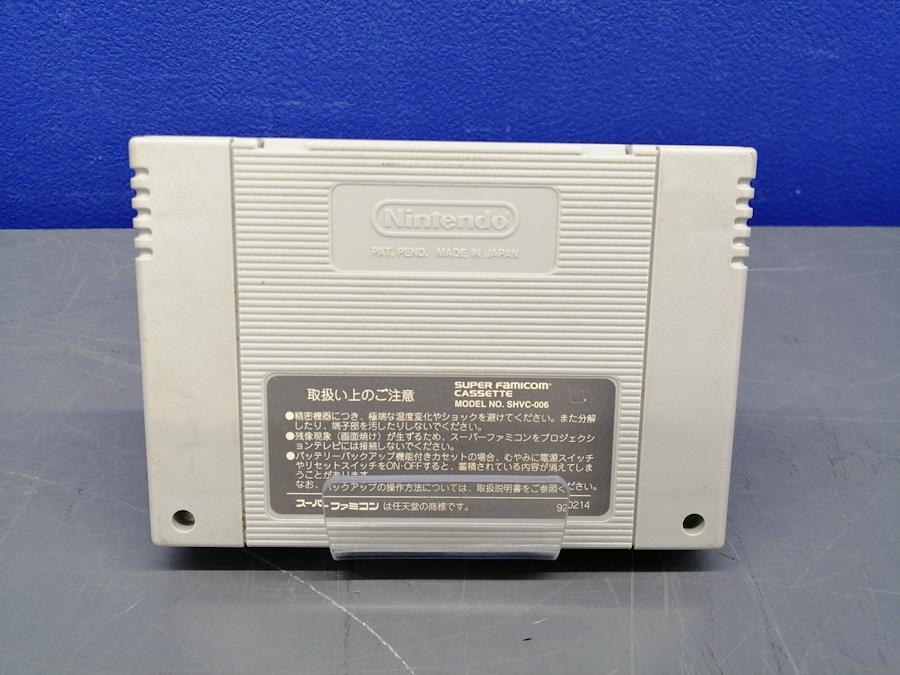 Nintendo
PAT. PEND. MADE IN JAPAN
取扱い上のご注意
SUPER FAMICOM
CASSETTE
MODEL NO. SHVC-006
●精密機器につき、極端な温度変化やショックを避けてください。また分解
したり、端子部を汚したりしないでください。
●残像現象（画面焼け）が生ずるため、スーパーファミコンをプロジェクシ
ョンテレビには接続しないでください。
●バッテリーバックアップ機能付きカセットの場合、むやみに電源スイッチ
やリセットスイッチをON・OFFすると、蓄積されている内容が消えてしま
うことがあります。
なお、バックアップの操作方法については、取扱説明書をご参照ください。
スーパーファミコンは任天堂の商標です。
920214